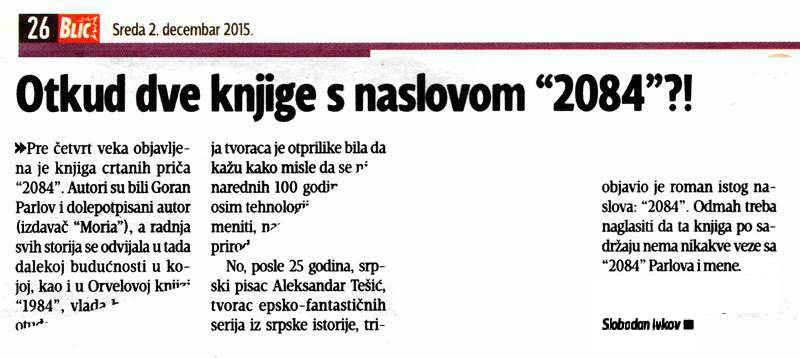 26 Blic Sreda 2. decembar 2015.
Otkud dve knjige s naslovom “2084”?!
»Pre četvrt veka objavlje-
na je knjiga crtanih priča
“2084”. Autori su bili Goran
Parlov i dolepotpisani autor
(izdavač “Moria”), a radnja
svih storija se odvijala u tada
dalekoj budućnosti u ko-
joj, kao i u Orvelovoj
“1984”,
ja tvoraca je otprilike bila da
kažu kako misle da se
narednih 100
osim
meniti,
No, posle 25 godina, srp-
ski pisac Aleksandar Tešić,
tvorac epsko-fantastičnih
serija iz srpske istorije, tri-
objavio je roman istog na-
slova: “2084”. Odmah treba
naglasiti da ta knjiga po sa-
držaju nema nikakve veze sa
“2084” Parlova i mene.
Slobodan Ivkov